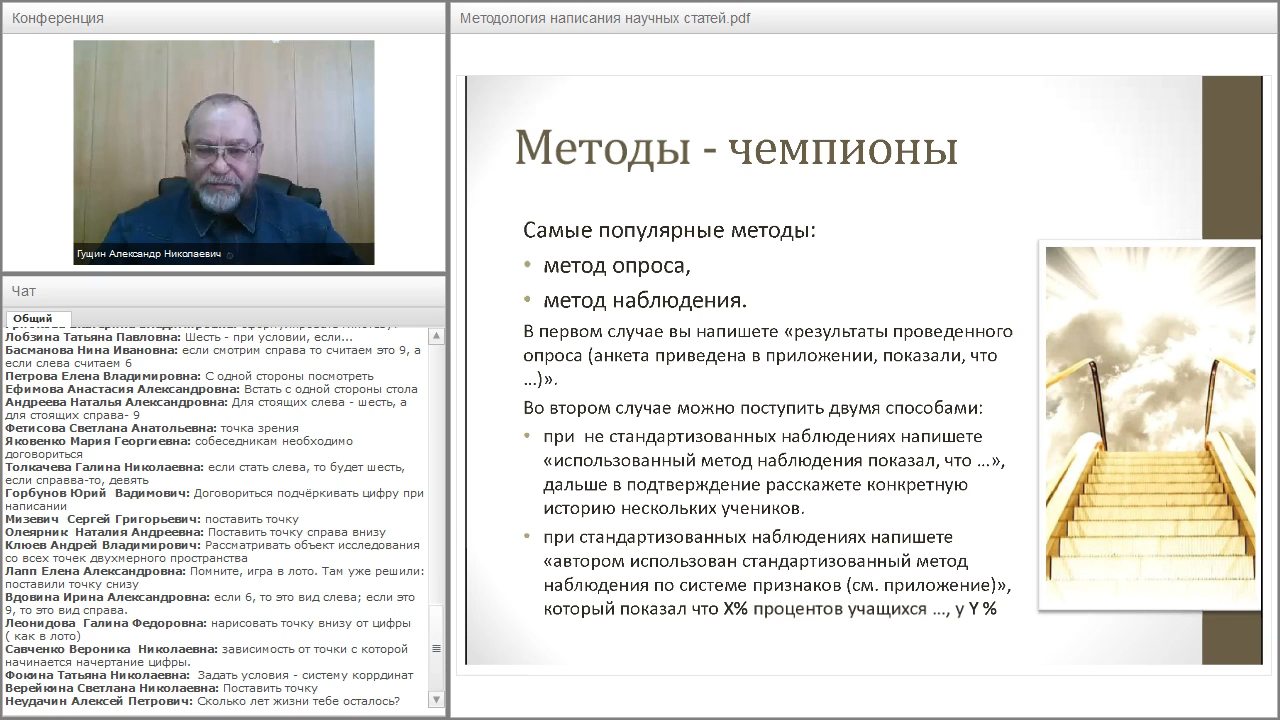 Конференция
Гущин Александр Николаевич
Чат
Общий
Лобзина Татьяна Павловна: Шесть - при условии, если...
Басманова Нина Ивановна: если смотрим справа то считаем это 9, а
если слева считаем 6
Петрова Елена Владимировна: С одной стороны посмотреть
Ефимова Анастасия Александровна: Встать с одной стороны стола
Андреева Наталья Александровна: Для стоящих слева - шесть, а
для стоящих справа- 9
Фетисова Светлана Анатольевна: точка зрения
Яковенко Мария Георгиевна: собеседникам необходимо
договориться
Толкачева Галина Николаевна: если стать слева, то будет шесть,
если справва-то, девять
Горбунов Юрий Вадимович: Договориться подчёркивать цифру при
написании
Мизевич Сергей Григорьевич: поставить точку
Олеярник Наталия Андреевна: Поставить точку справа внизу
Клюев Андрей Владимирович: Рассматривать объект исследования
со всех точек двухмерного пространства
Лапп Елена Александровна: Помните, игра в лото. Там уже решили:
поставили точку снизу
Вдовина Ирина Александровна: если 6, то это вид слева; если это
9, то это вид справа.
Леонидова Галина Федоровна: нарисовать точку внизу от цифры
( как в лото)
Савченко Вероника Николаевна: зависимость от точки с которой
начинается начертание цифры.
Фокина Татьяна Николаевна: Задать условия - систему коррдинат
Верейкина Светлана Николаевна: Поставить точку
Неудачин Алексей Петрович: Сколько лет жизни тебе осталось?
Методология написания научных статей.pdf
Методы - чемпионы
Самые популярные методы:
• метод опроса,
• метод наблюдения.
В первом случае вы напишете «результаты проведенного
опроса (анкета приведена в приложении, показали, что
...)».
Во втором случае можно поступить двумя способами:
• при не стандартизованных наблюдениях напишете
«использованный метод наблюдения показал, что ...»,
дальше в подтверждение расскажете конкретную
историю нескольких учеников.
• при стандартизованных наблюдениях напишете
«автором использован стандартизованный метод
наблюдения по системе признаков (см. приложение)»,
который показал что X% процентов учащихся ..., у Y %